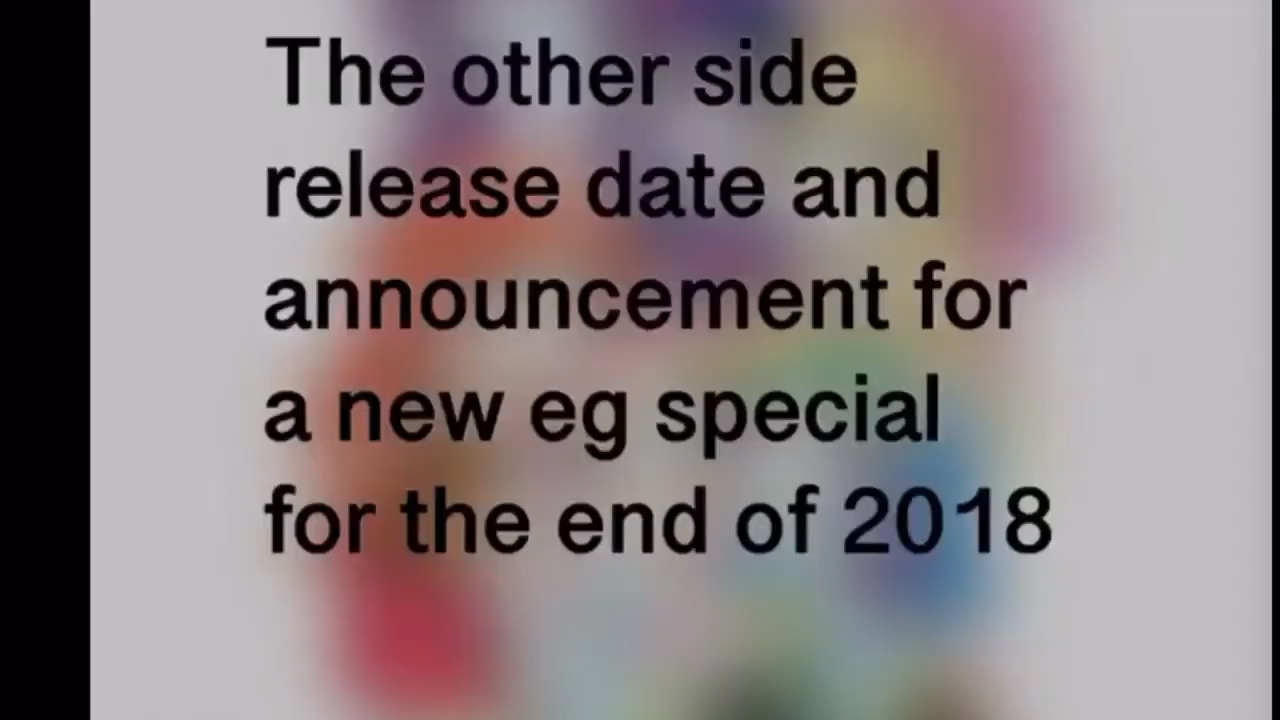 The other side
release date and
announcement for
a new eg special
for the end of 2018